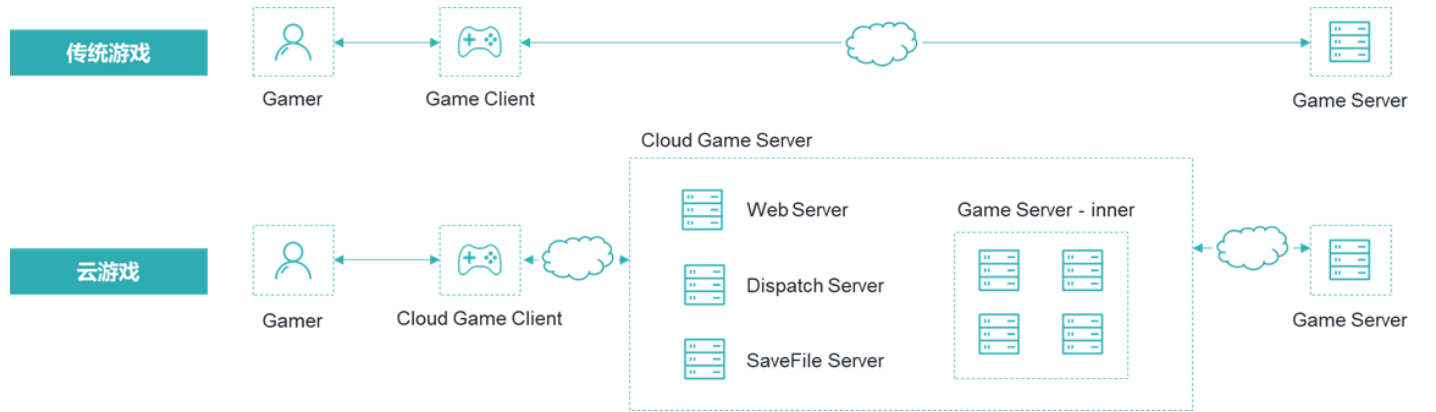 传统游戏
Gamer
Game Client
Game Server
Cloud Game Server
Web Server
Game Server - inner
云游戏
Dispatch Server
Gamer
Cloud Game Client
Game Server
SaveFile Server